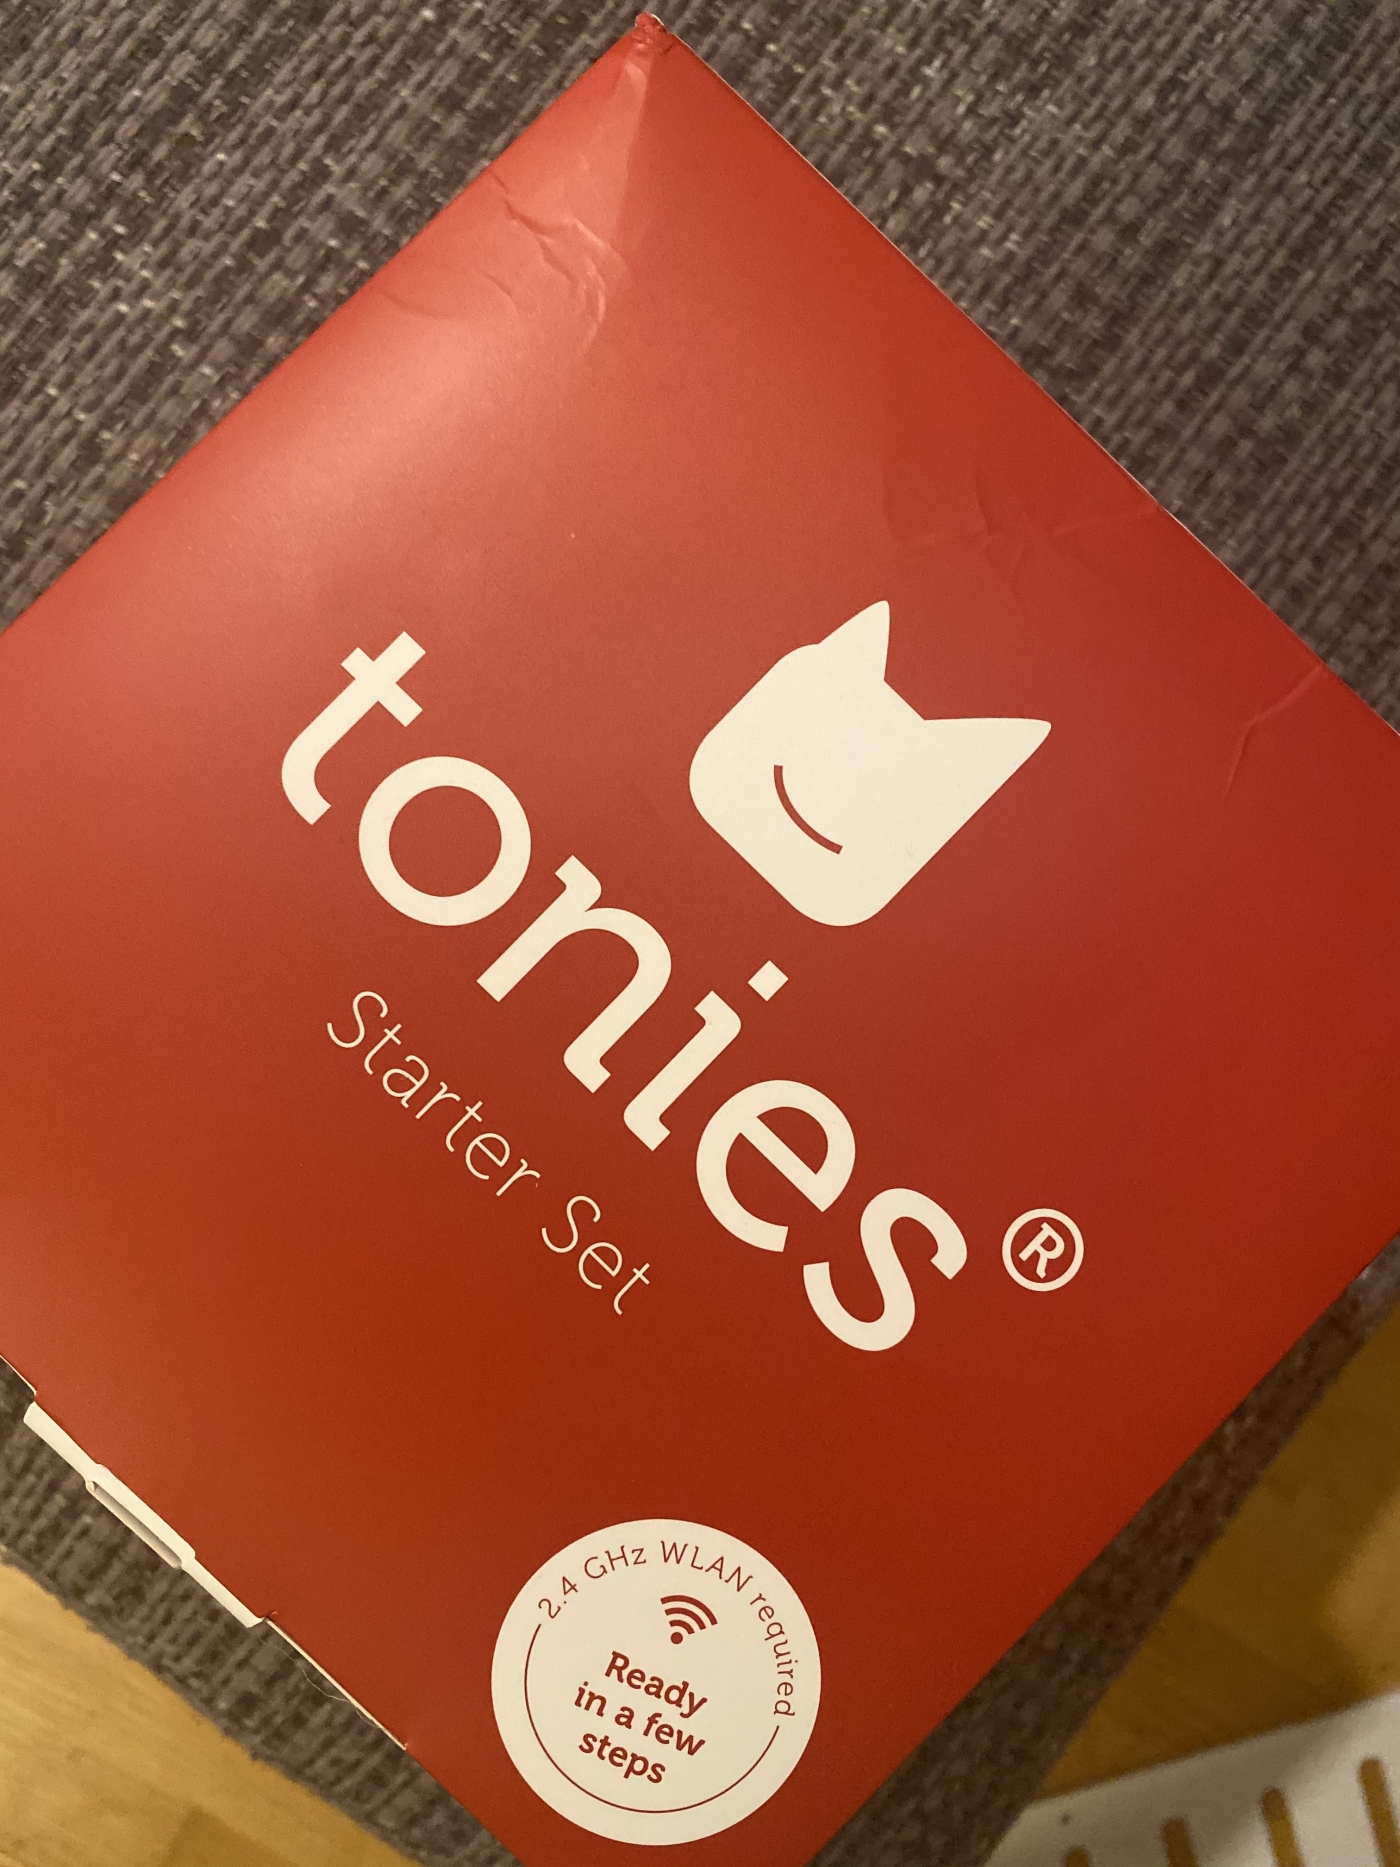 tonies®
Starter Set
2.4 GHz WLAN required
Ready
in a few
steps